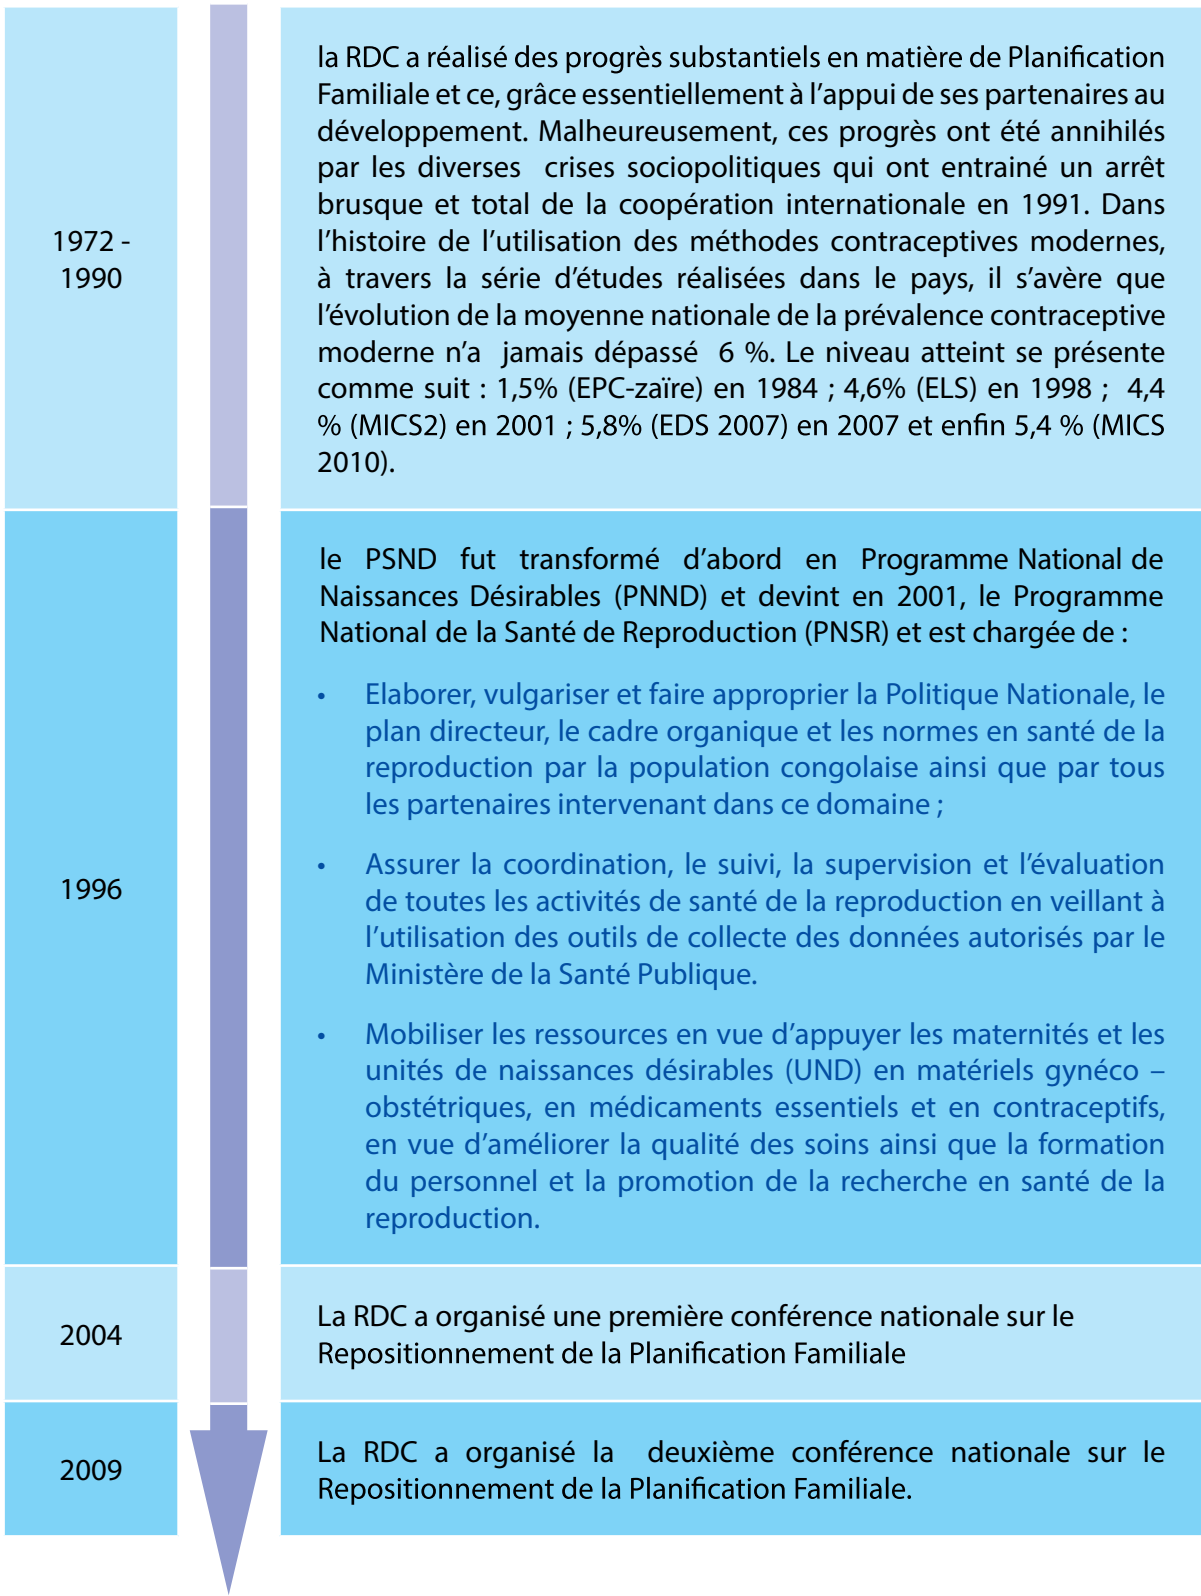 1972 -
1990
la RDC a réalisé des progrès substantiels en matière de Planification
Familiale et ce, grâce essentiellement à l’appui de ses partenaires au
développement. Malheureusement, ces progrès ont été annihilés
par les diverses crises sociopolitiques qui ont entrainé un arrêt
brusque et total de la coopération internationale en 1991. Dans
l’histoire de l’utilisation des méthodes contraceptives modernes,
à travers la série d’études réalisées dans le pays, il s’avère que
l’évolution de la moyenne nationale de la prévalence contraceptive
moderne n’a jamais dépassé 6 %. Le niveau atteint se présente
comme suit : 1,5% (EPC-zaïre) en 1984 ; 4,6% (ELS) en 1998 ; 4,4
% (MICS2) en 2001 ; 5,8% (EDS 2007) en 2007 et enfin 5,4 % (MICS
2010).
1996
le PSND fut transformé d’abord en Programme National de
Naissances Désirables (PNND) et devint en 2001, le Programme
National de la Santé de Reproduction (PNSR) et est chargée de :
• Elaborer, vulgariser et faire approprier la Politique Nationale, le
plan directeur, le cadre organique et les normes en santé de la
reproduction par la population congolaise ainsi que par tous
les partenaires intervenant dans ce domaine ;
• Assurer la coordination, le suivi, la supervision et l’évaluation
de toutes les activités de santé de la reproduction en veillant à
l’utilisation des outils de collecte des données autorisés par le
Ministère de la Santé Publique.
• Mobiliser les ressources en vue d’appuyer les maternités et les
unités de naissances désirables (UND) en matériels gynéco –
obstétriques, en médicaments essentiels et en contraceptifs,
en vue d’améliorer la qualité des soins ainsi que la formation
du personnel et la promotion de la recherche en santé de la
reproduction.
2004
La RDC a organisé une première conférence nationale sur le
Repositionnement de la Planification Familiale
2009
La RDC a organisé la deuxième conférence nationale sur le
Repositionnement de la Planification Familiale.